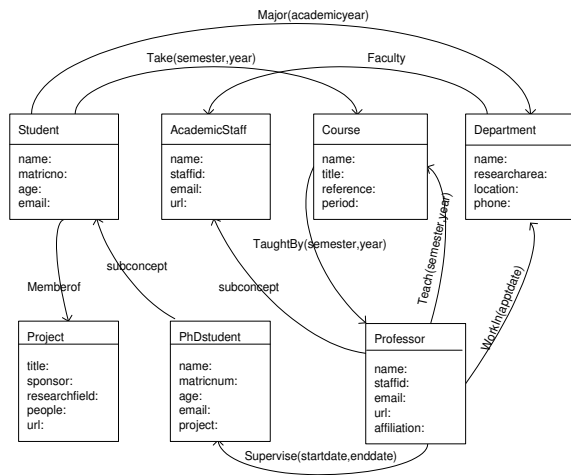 Major(academicyear)
Take(semester,year)
Faculty
Student
name:
matricno:
age:
email:
AcademicStaff
name:
staffid:
email:
url:
Course
name:
title:
reference:
period:
Department
name:
researcharea:
location:
phone:
TaughtBy(semester,year)
Teach(semester,year)
subconcept
subconcept
Memberof
WorkIn(apptdate)
Project
title:
sponsor:
researchfield:
people:
url:
PhDstudent
name:
matricnum:
age:
email:
project:
Professor
name:
staffid:
email:
url:
affiliation:
Supervise(startdate,enddate)